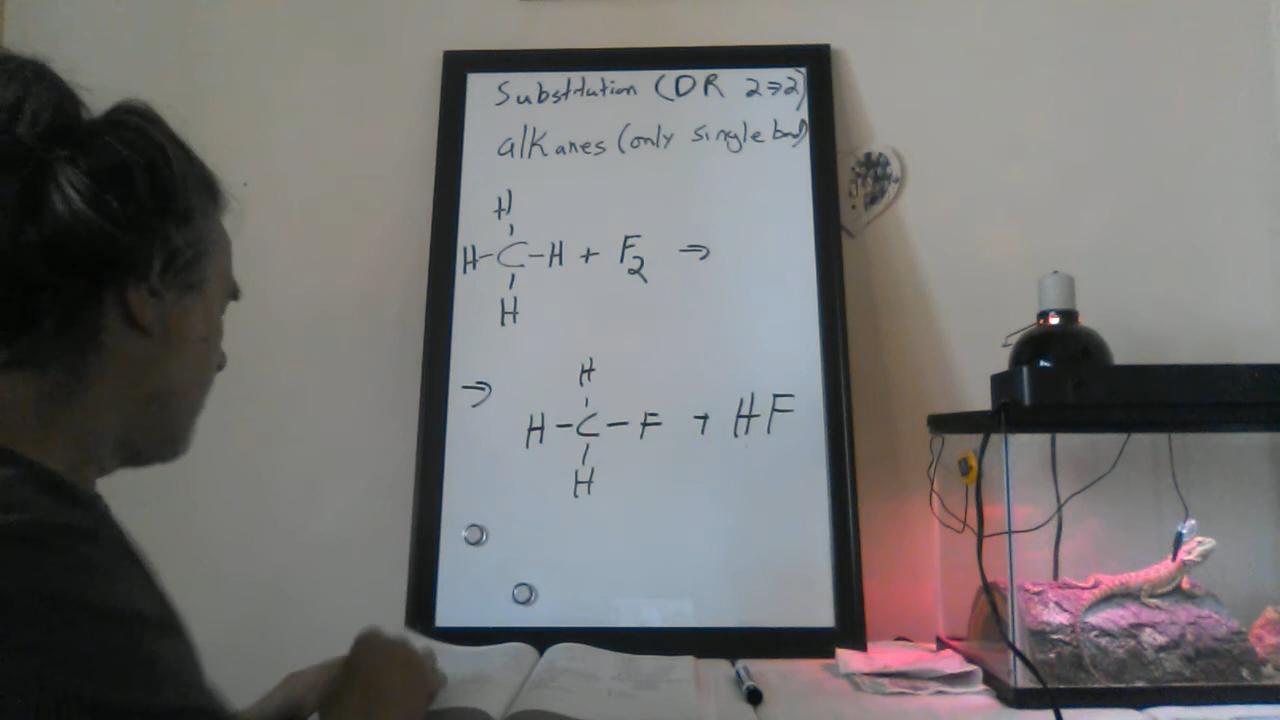 Substitution (DR 2⇒2)
alkanes (only single bond)
H
H-C-H + F2 ⇒
H
⇒
H
H-C-F + HF
H